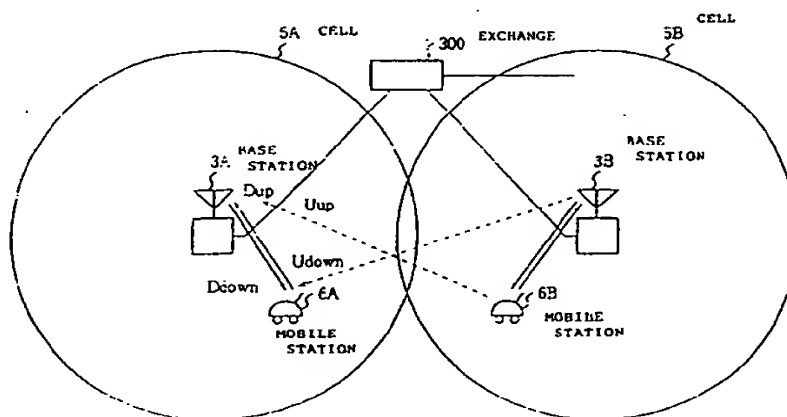 5A CELL
300 EXCHANGE
5B CELL
3A BASE STATION
BASE STATION
3B
Dup
Uup
Udown
Ddown
6A
MOBILE STATION
6B
MOBILE STATION